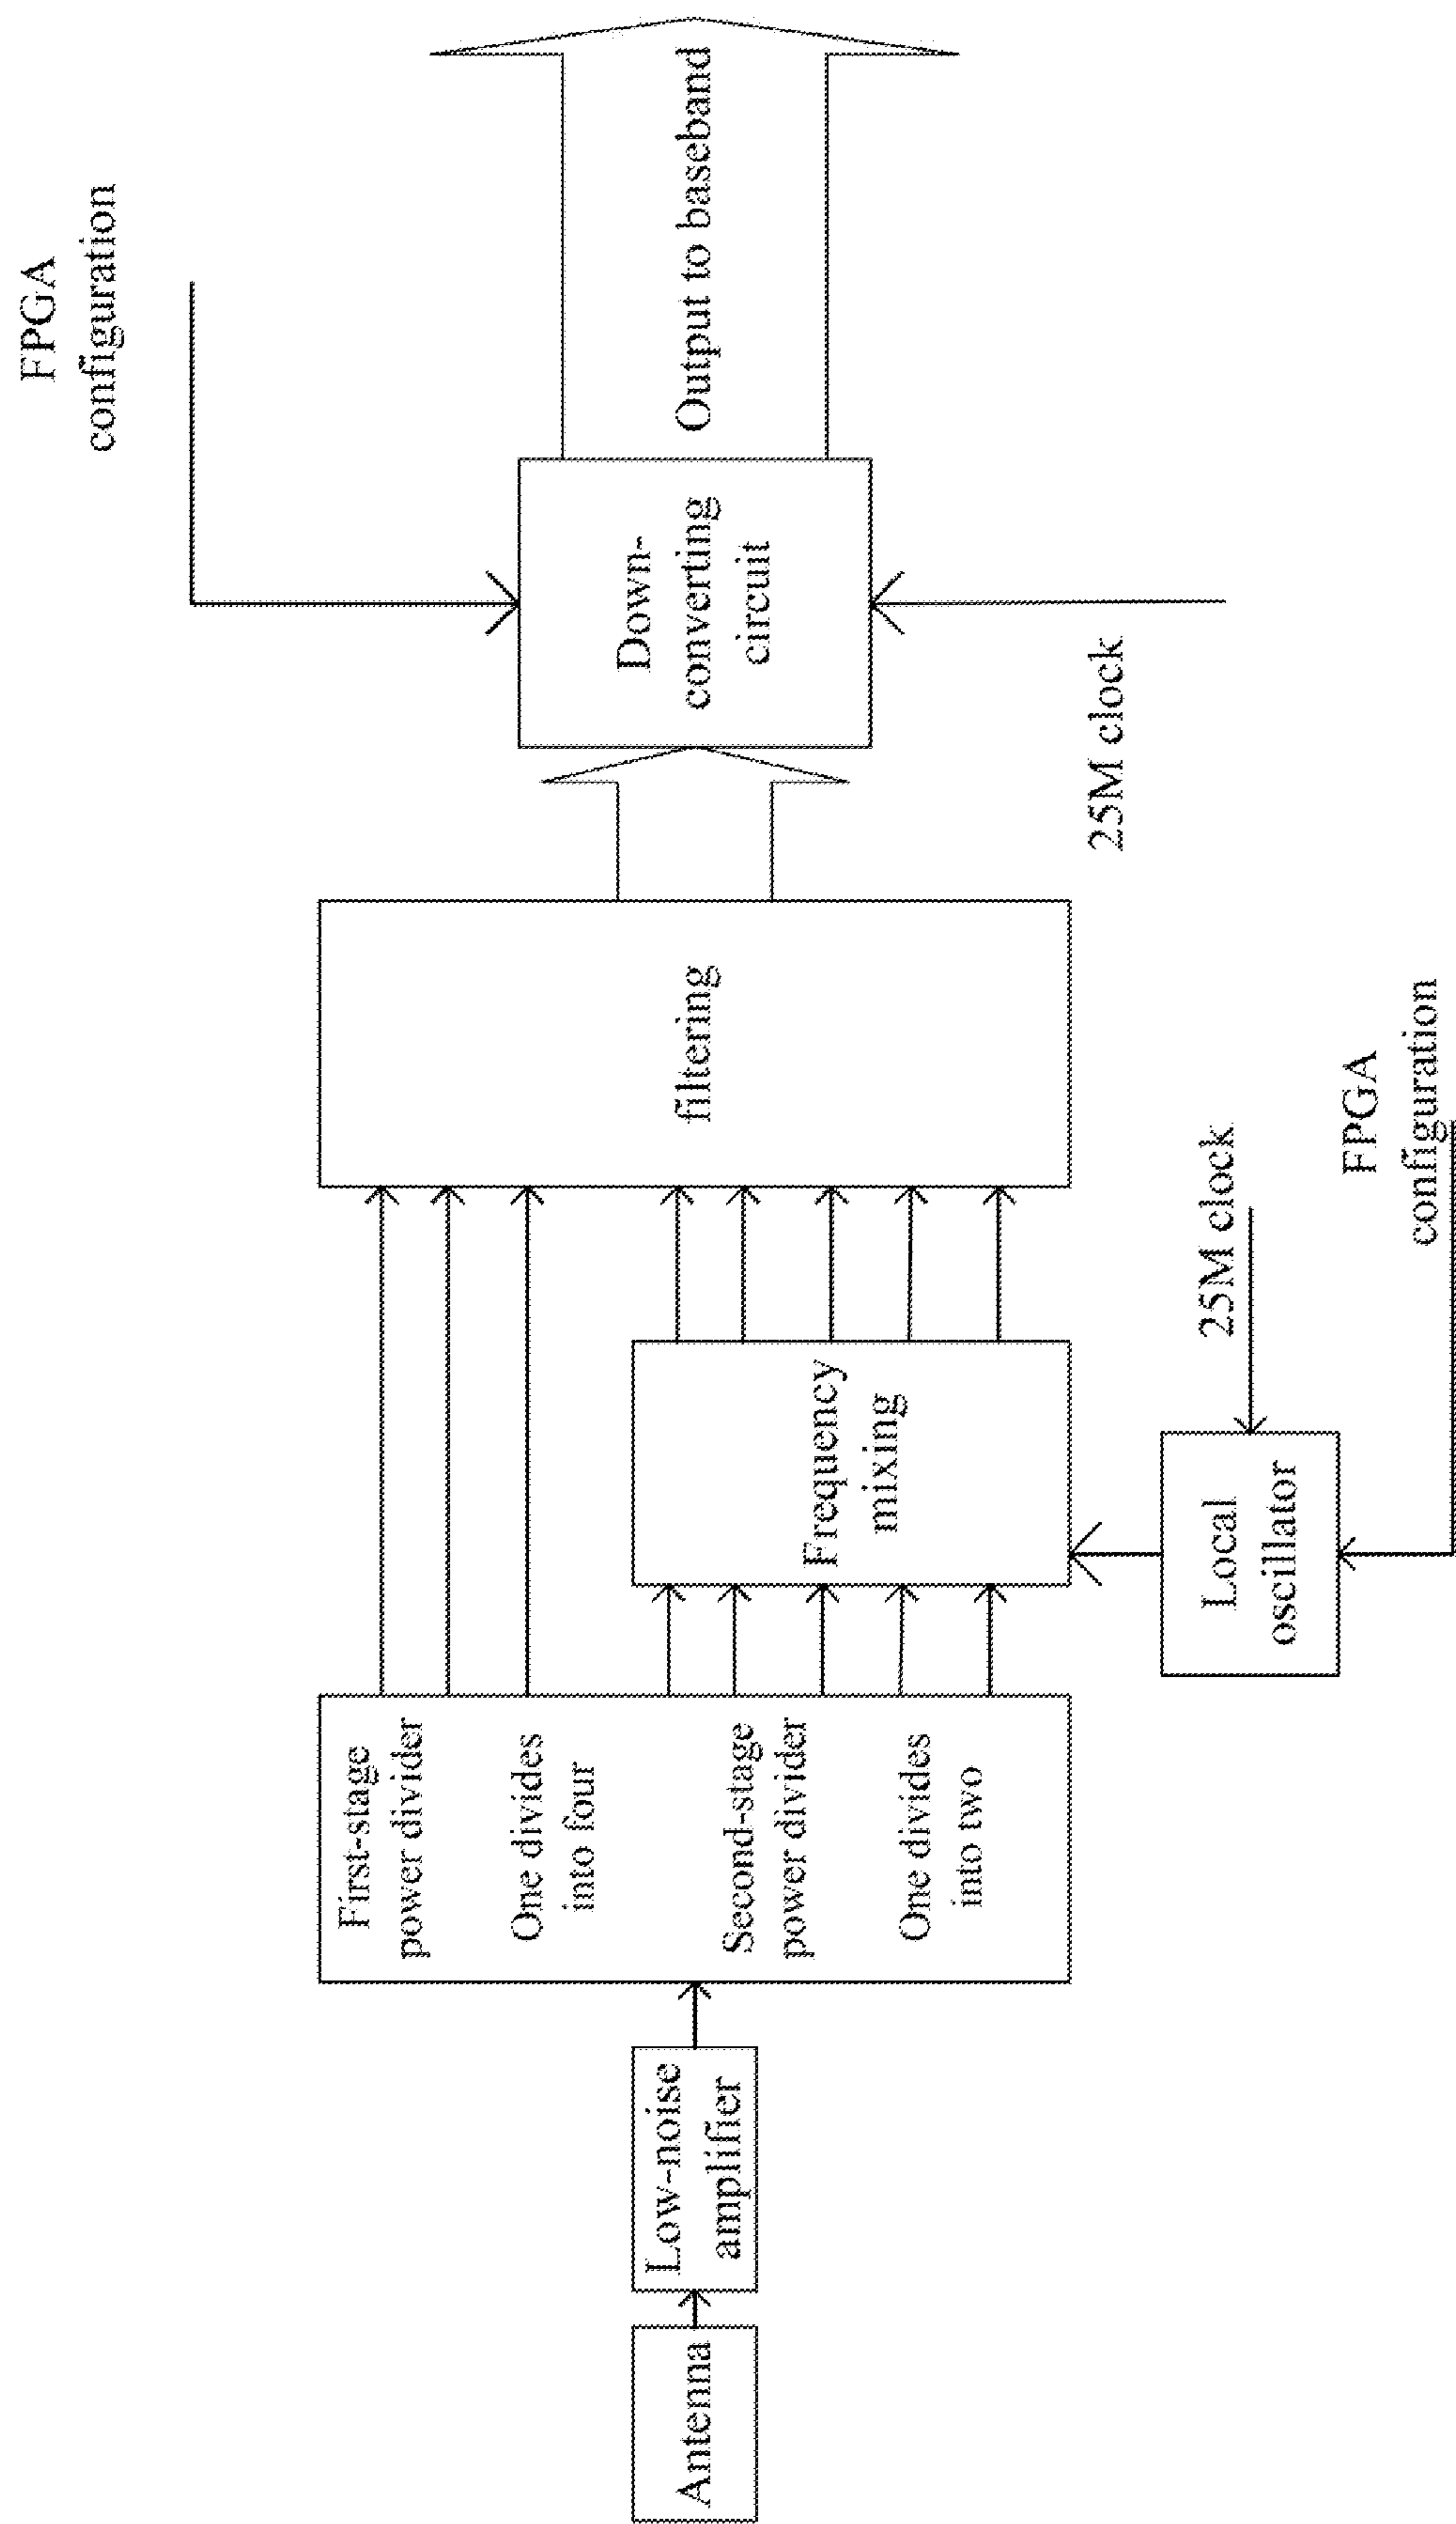 Antenna
Low-noise
amplifier
First-stage
power divider
One divides
into four
Second-stage
power divider
One divides
into two
Frequency
mixing
Local
oscillator
25M clock
FPGA
configuration
filtering
Down-
converting
circuit
25M clock
FPGA
configuration
Output to baseband